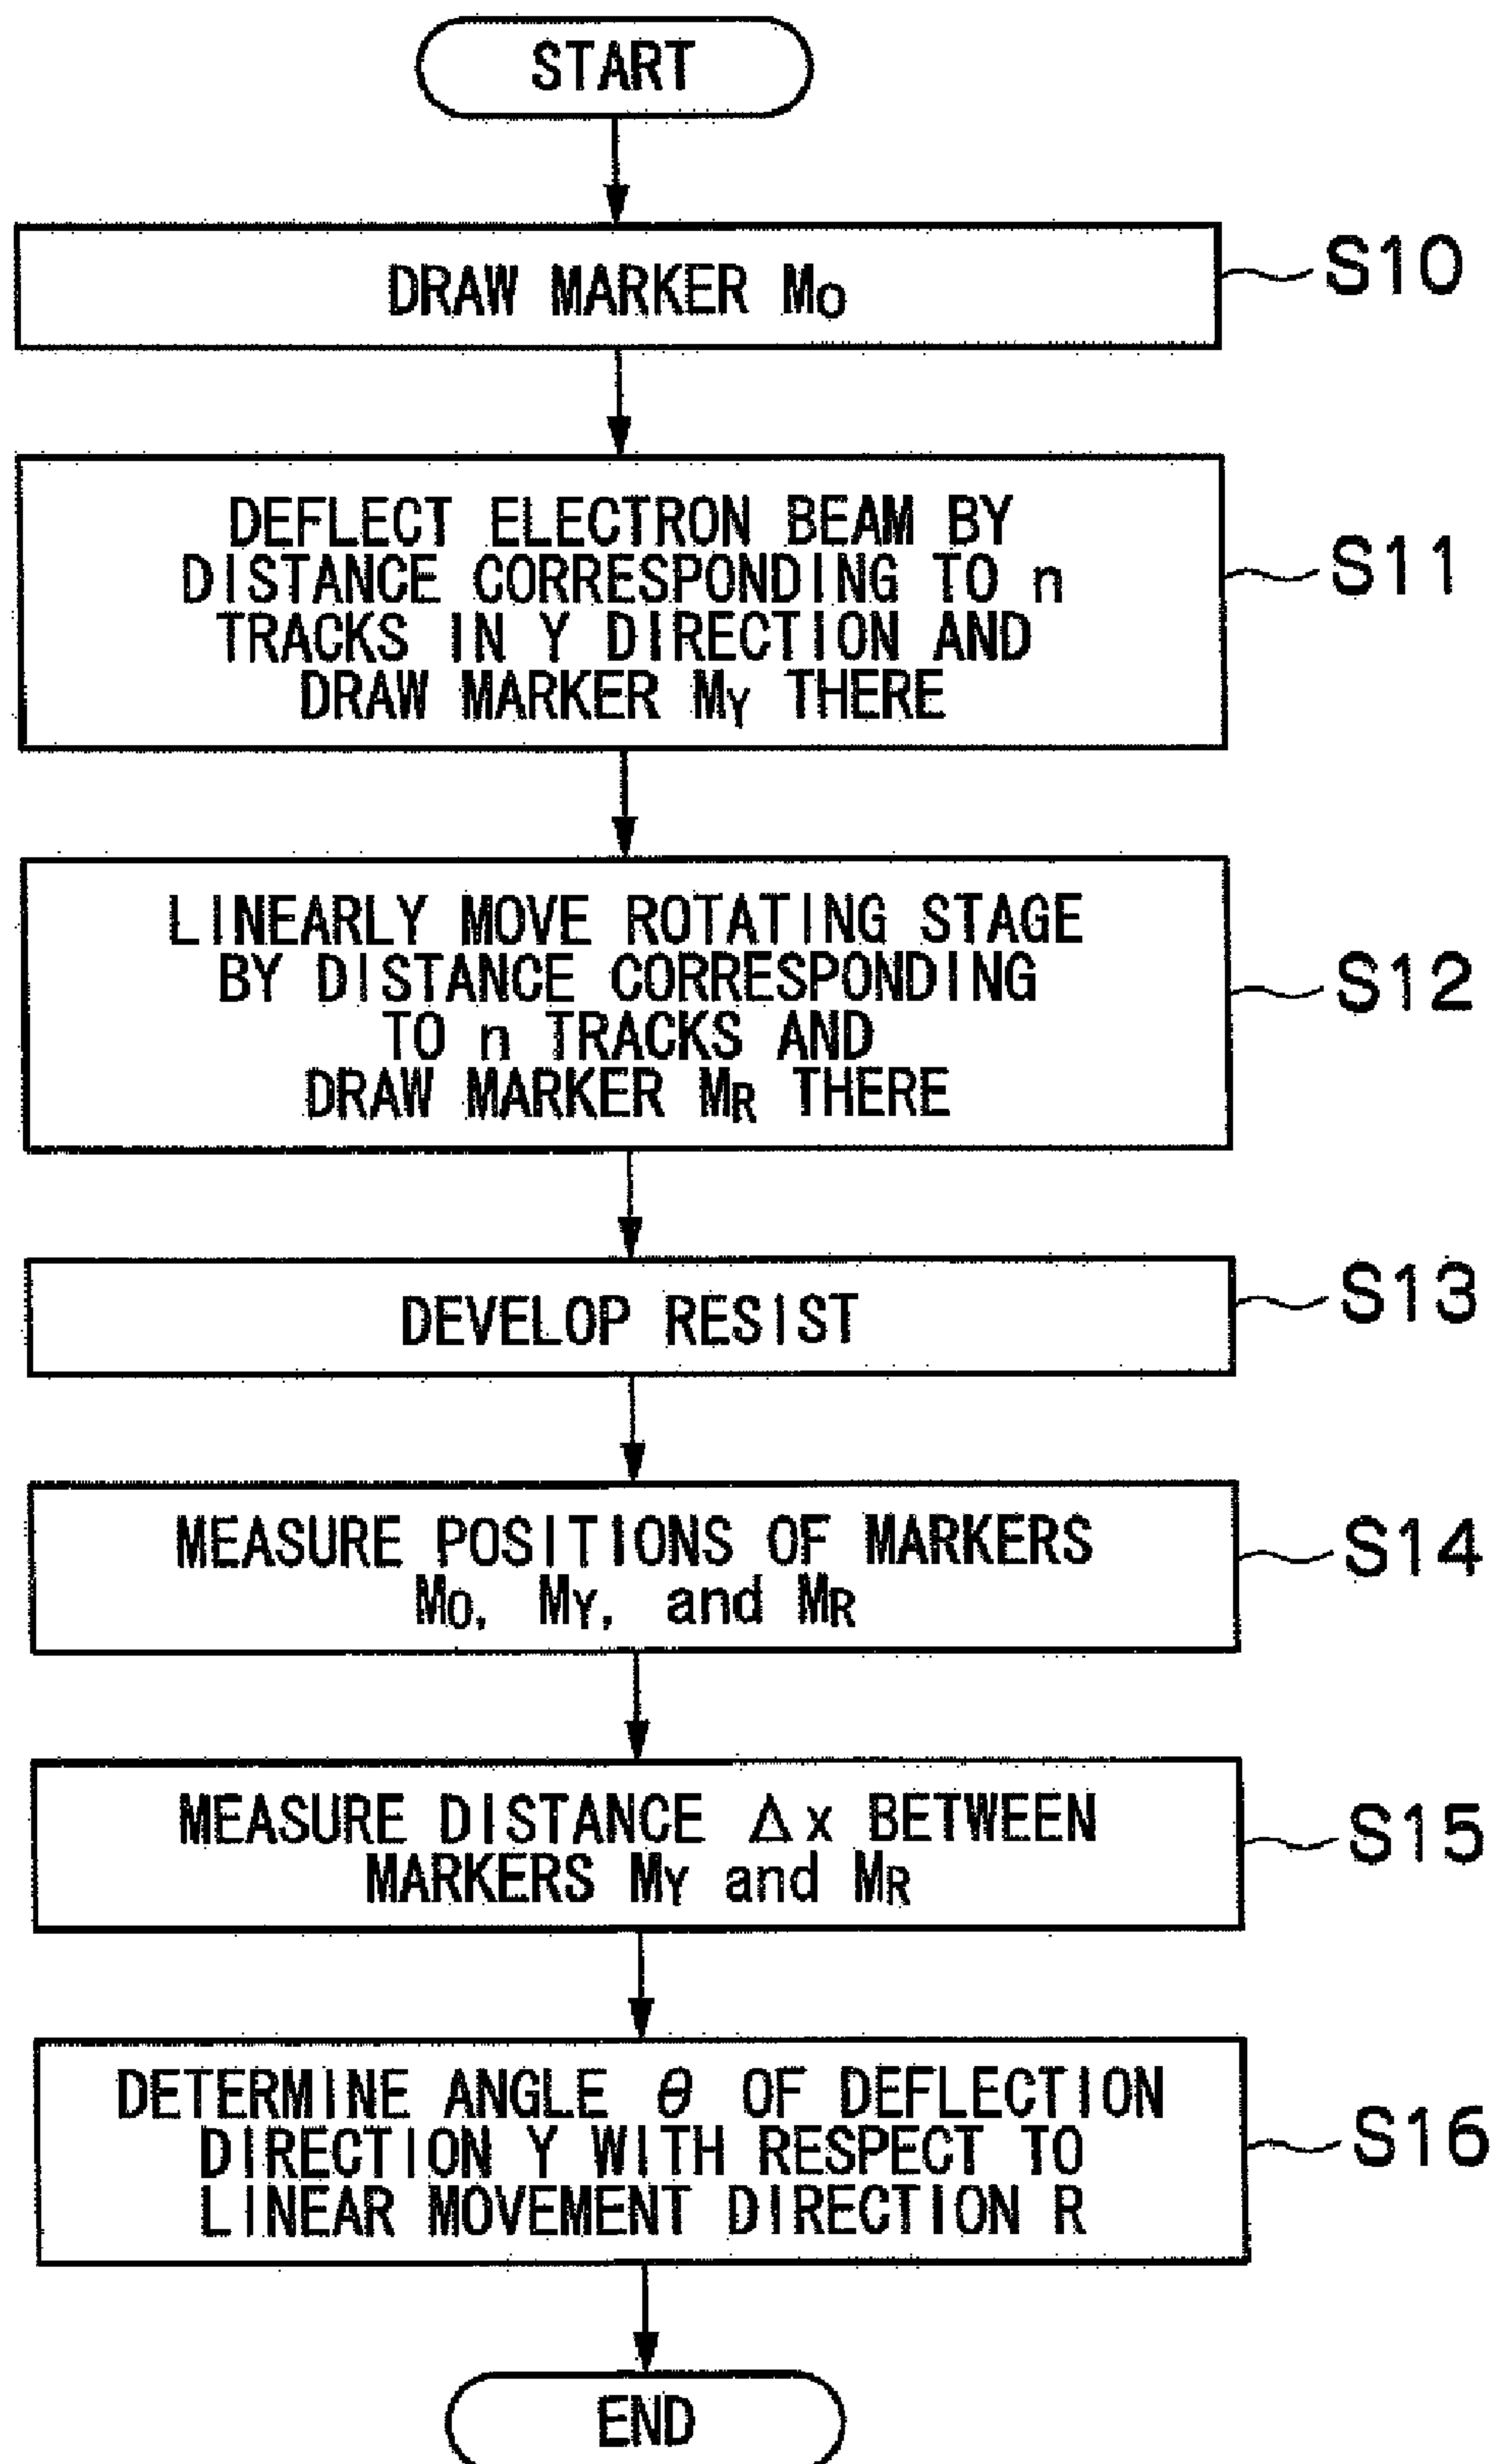 START
DRAW MARKER MO
S10
DEFLECT ELECTRON BEAM BY
DISTANCE CORRESPONDING TO n
TRACKS IN Y DIRECTION AND
DRAW MARKER MY THERE
S11
LINEARLY MOVE ROTATING STAGE
BY DISTANCE CORRESPONDING
TO n TRACKS AND
DRAW MARKER MR THERE
S12
DEVELOP RESIST
S13
MEASURE POSITIONS OF MARKERS
MO, MY, and MR
S14
MEASURE DISTANCE Δx BETWEEN
MARKERS MY and MR
S15
DETERMINE ANGLE θ OF DEFLECTION
DIRECTION Y WITH RESPECT TO
LINEAR MOVEMENT DIRECTION R
S16
END